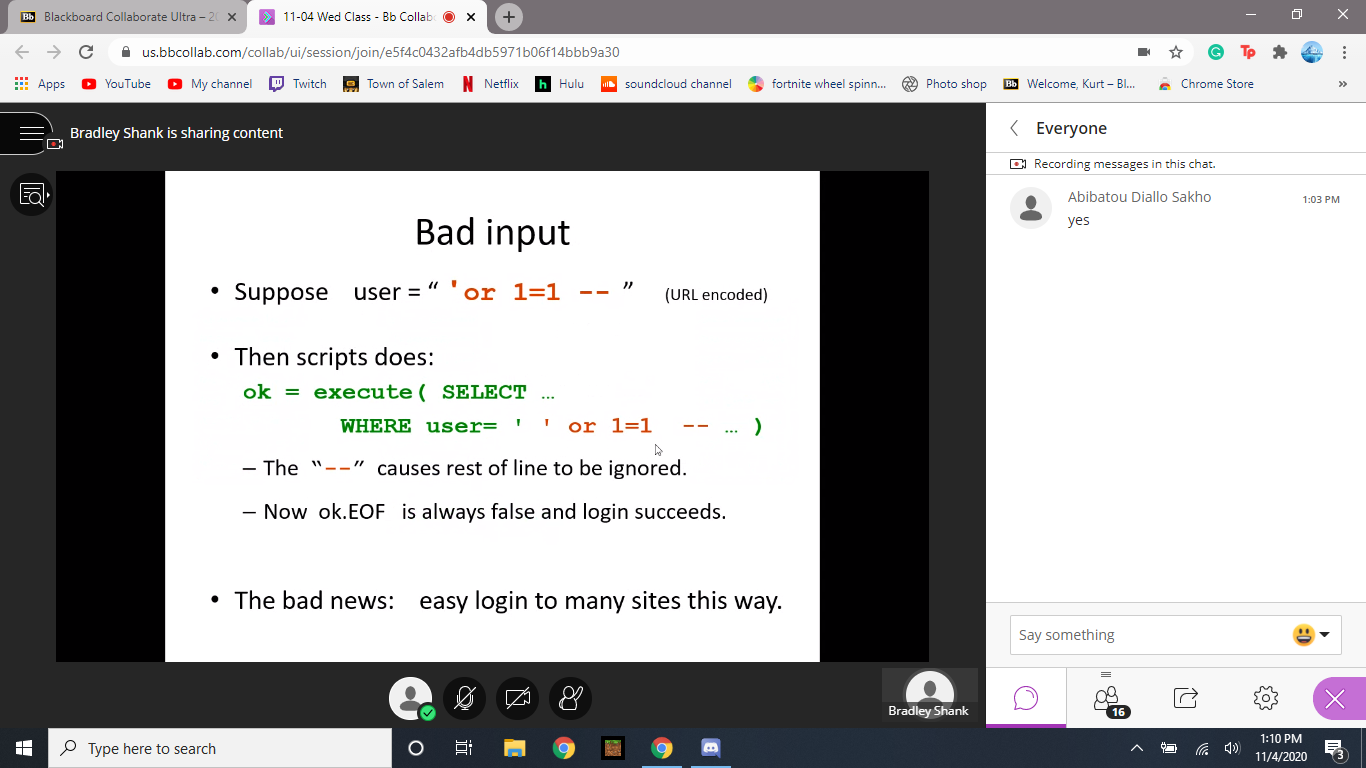 Blackboard Collaborate Ultra – 20
11-04 Wed Class - Bb Collab
us.bbcollab.com/collab/ui/session/join/e5f4c0432afb4db5971b06f14bbb9a30
Apps YouTube My channel Twitch Town of Salem Netflix Hulu soundcloud channel fortnite wheel spinn... Photo shop Bb Welcome, Kurt – Bl... Chrome Store »
Bradley Shank is sharing content
Everyone
Recording messages in this chat.
Abibatou Diallo Sakho 1:03 PM
yes
Bad input
• Suppose user = “ 'or 1=1 -- ” (URL encoded)
• Then scripts does:
ok = execute( SELECT …
WHERE user= ' ' or 1=1 -- … )
– The “--” causes rest of line to be ignored.
– Now ok.EOF is always false and login succeeds.
• The bad news: easy login to many sites this way.
Say something
Bradley Shank
16
Type here to search
1:10 PM
11/4/2020
3